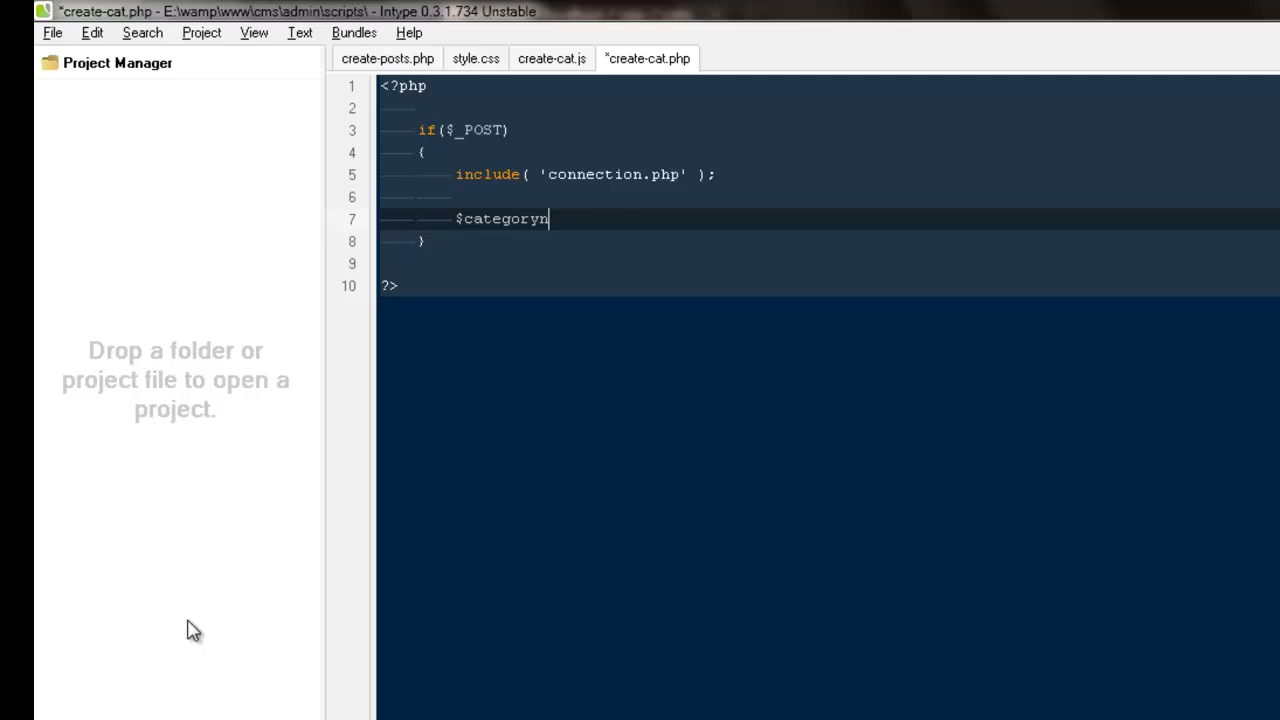 *create-cat.php - E:\wamp\www\cms\admin\scripts\ - Intype 0.3.1.734 Unstable
File Edit Search Project View Text Bundles Help
Project Manager
create-posts.php style.css create-cat.js *create-cat.php
1 <?php
2
3 if($_POST)
4 {
5 include( 'connection.php' );
6
7 $categoryn
8 }
9
10 ?>
Drop a folder or
project file to open a
project.